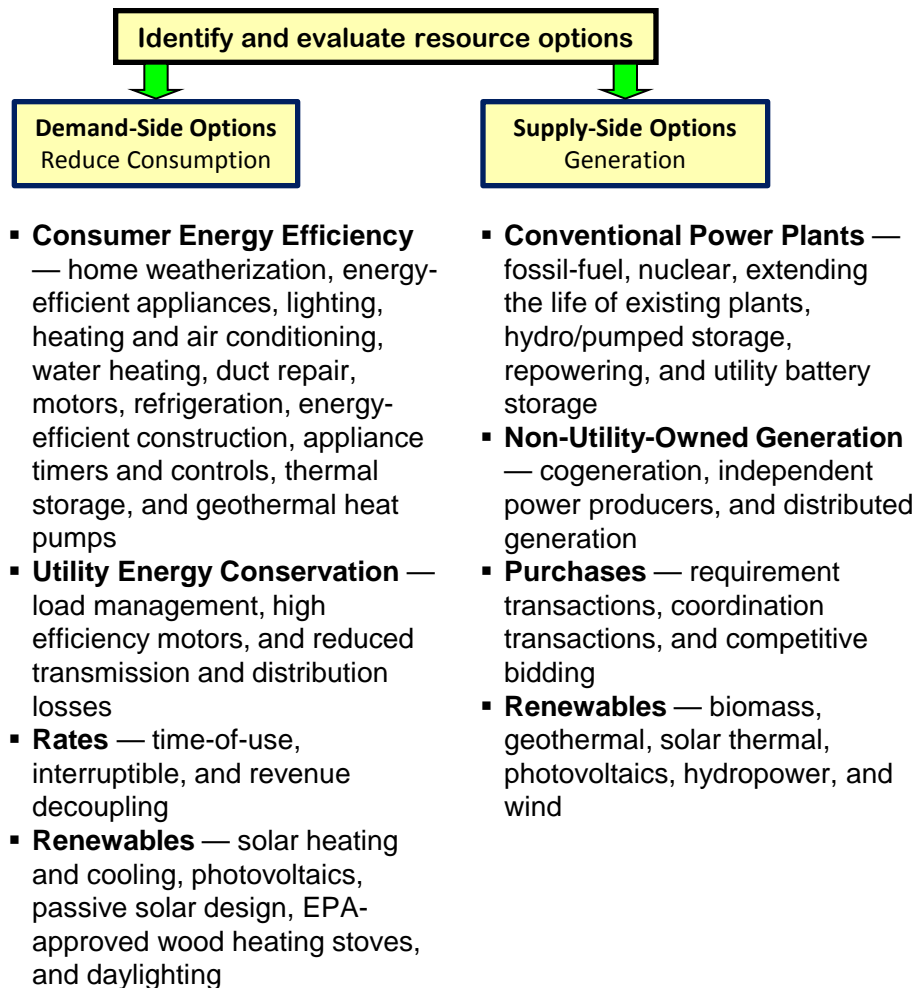 Identify and evaluate resource options
Demand-Side Options
Reduce Consumption
▪ Consumer Energy Efficiency
— home weatherization, energy-
efficient appliances, lighting,
heating and air conditioning,
water heating, duct repair,
motors, refrigeration, energy-
efficient construction, appliance
timers and controls, thermal
storage, and geothermal heat
pumps
▪ Utility Energy Conservation —
load management, high
efficiency motors, and reduced
transmission and distribution
losses
▪ Rates — time-of-use,
interruptible, and revenue
decoupling
▪ Renewables — solar heating
and cooling, photovoltaics,
passive solar design, EPA-
approved wood heating stoves,
and daylighting
Supply-Side Options
Generation
▪ Conventional Power Plants —
fossil-fuel, nuclear, extending
the life of existing plants,
hydro/pumped storage,
repowering, and utility battery
storage
▪ Non-Utility-Owned Generation
— cogeneration, independent
power producers, and distributed
generation
▪ Purchases — requirement
transactions, coordination
transactions, and competitive
bidding
▪ Renewables — biomass,
geothermal, solar thermal,
photovoltaics, hydropower, and
wind